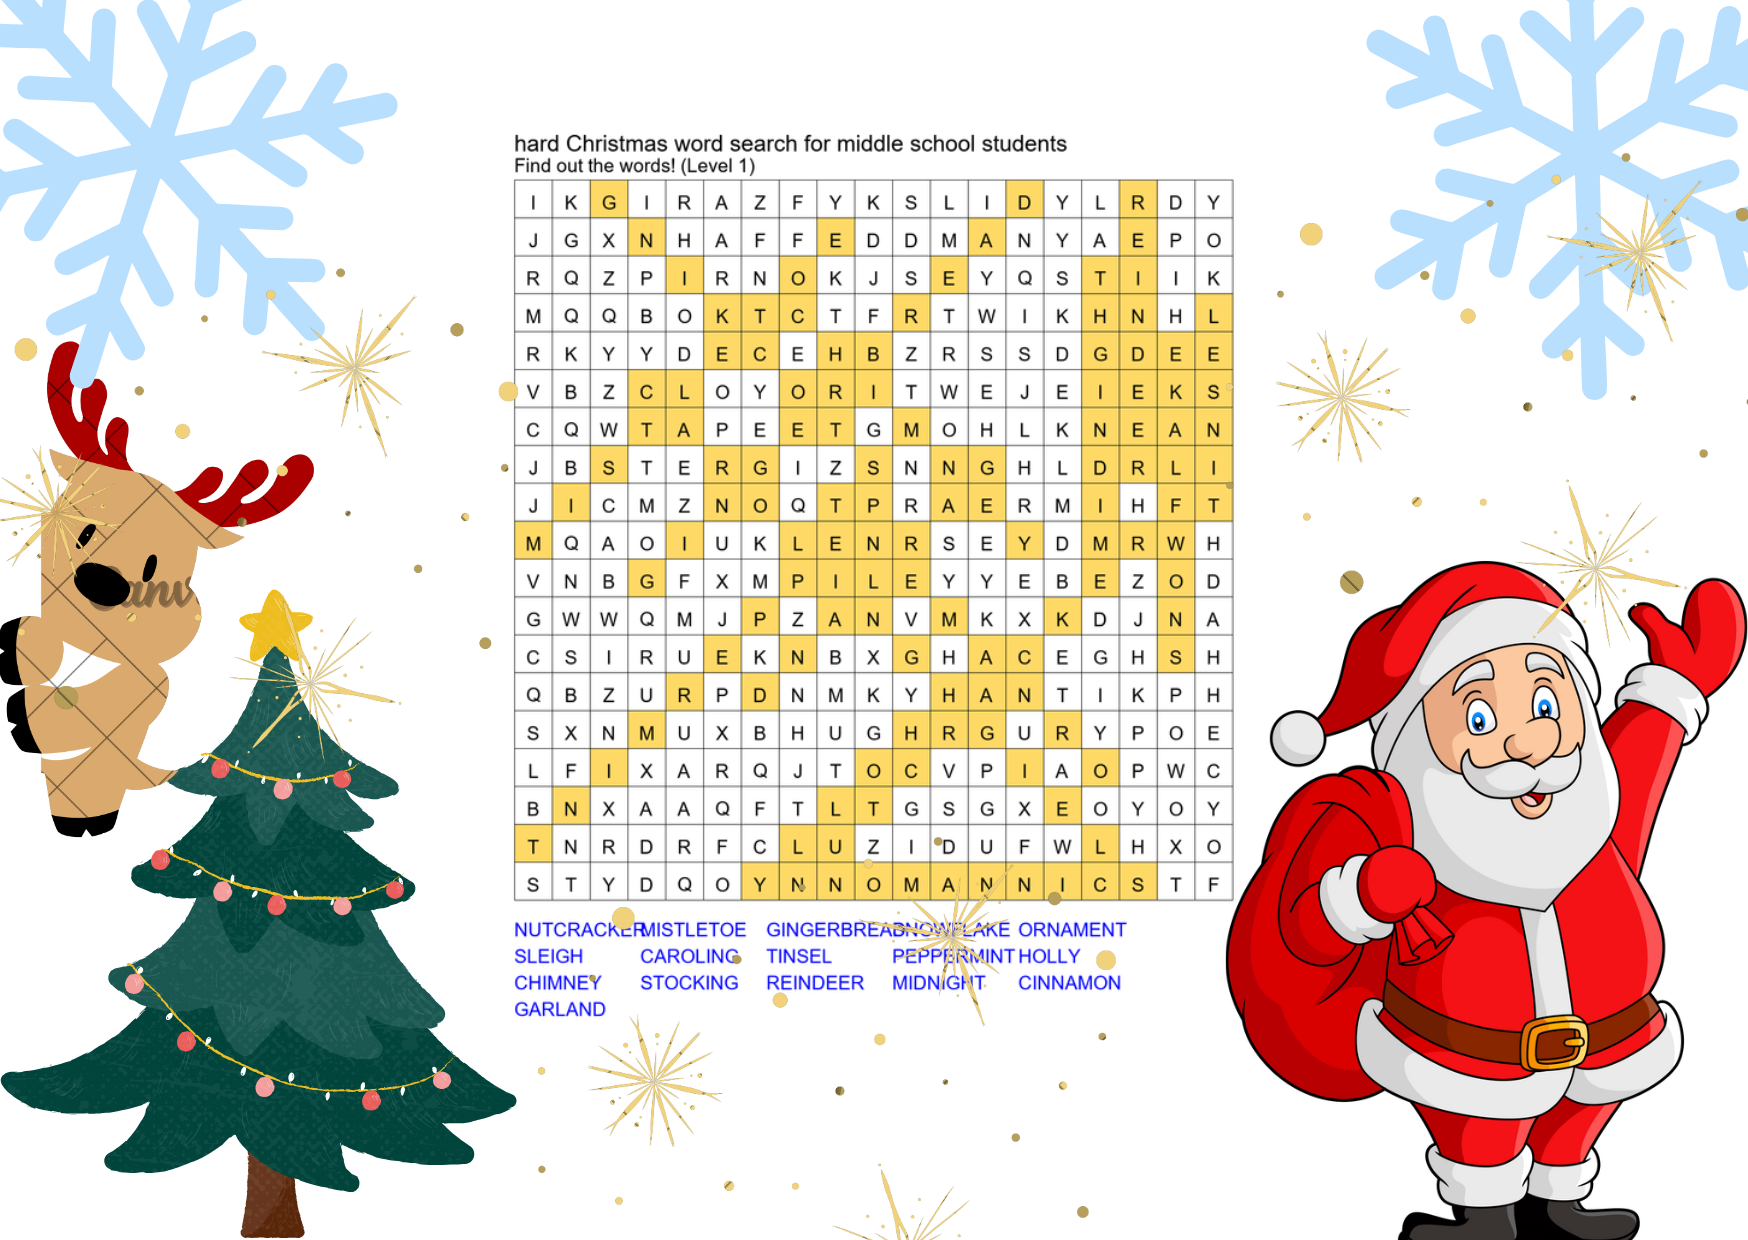 hard Christmas word search for middle school students
Find out the words! (Level 1)
I K G I R A Z F Y K S L I D Y L R D Y
J G X N H A F F E D D M A N Y A E P O
R Q Z P I R N O K J S E Y Q S T I I K
M Q Q B O K T C T F R T W I K H N H L
R K Y Y D E C E H B Z R S S D G D E E
V B Z C L O Y O R I T W E J E I E K S
C Q W T A P E E T G M O H L K N E A N
J B S T E R G I Z S N N G H L D R L I
J I C M Z N O Q T P R A E R M I H F T
M Q A O I U K L E N R S E Y D M R W H
V N B G F X M P I L E Y Y E B E Z O D
G W W Q M J P Z A N V M K X K D J N A
C S I R U E K N B X G H A C E G H S H
Q B Z U R P D N M K Y H A N T I K P H
S X N M U X B H U G H R G U R Y P O E
L F I X A R Q J T O C V P I A O P W C
B N X A A Q F T L T G S G X E O Y O Y
T N R D R F C L U Z I D U F W L H X O
S T Y D Q O Y N N O M A N N I C S T F
NUTCRACKER MISTLETOE GINGERBREAD SNOWFLAKE ORNAMENT
SLEIGH CAROLING TINSEL PEPPERMINT HOLLY
CHIMNEY STOCKING REINDEER MIDNIGHT CINNAMON
GARLAND